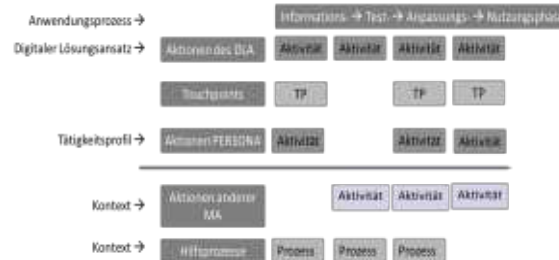 Anwendungsprozess → Informations- → Test- → Anpassungs- → Nutzungsphase
Digitaler Lösungsansatz → Aktionen des DLA Aktivität Aktivität Aktivität Aktivität
Touchpoints TP TP TP
Tätigkeitsprofil → Aktionen PERSONA Aktivität Aktivität Aktivität
Kontext → Aktionen anderer MA Aktivität Aktivität Aktivität
Kontext → Hilfsprozesse Prozess Prozess Prozess